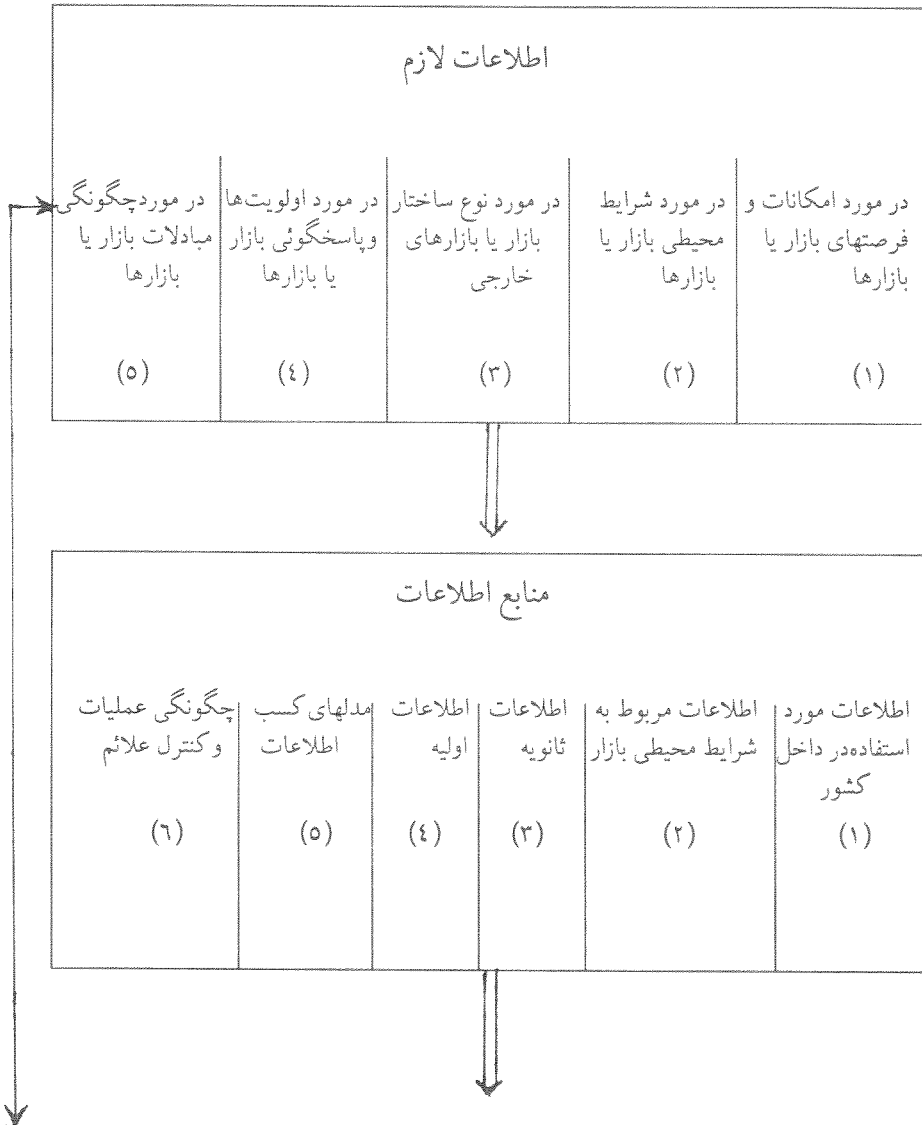 اطلاعات لازم
در مورد امکانات و
فرصتهای بازار یا
بازارها
(۱)
در مورد شرایط
محیطی بازار یا
بازارها
(۲)
در مورد نوع ساختار
بازار یا بازارهای
خارجی
(۳)
در مورد اولویت‌ها
وپاسخگوئی بازار
یا بازارها
(٤)
در موردچگونگی
مبادلات بازار یا
بازارها
(۵)
منابع اطلاعات
اطلاعات مورد
استفاده‌در داخل
کشور
(۱)
اطلاعات مربوط به
شرایط محیطی بازار
(۲)
اطلاعات
ثانویه
(۳)
اطلاعات
اولیه
(٤)
مدلهای کسب
اطلاعات
(۵)
چگونگی عملیات
وکنترل علائم
(٦)